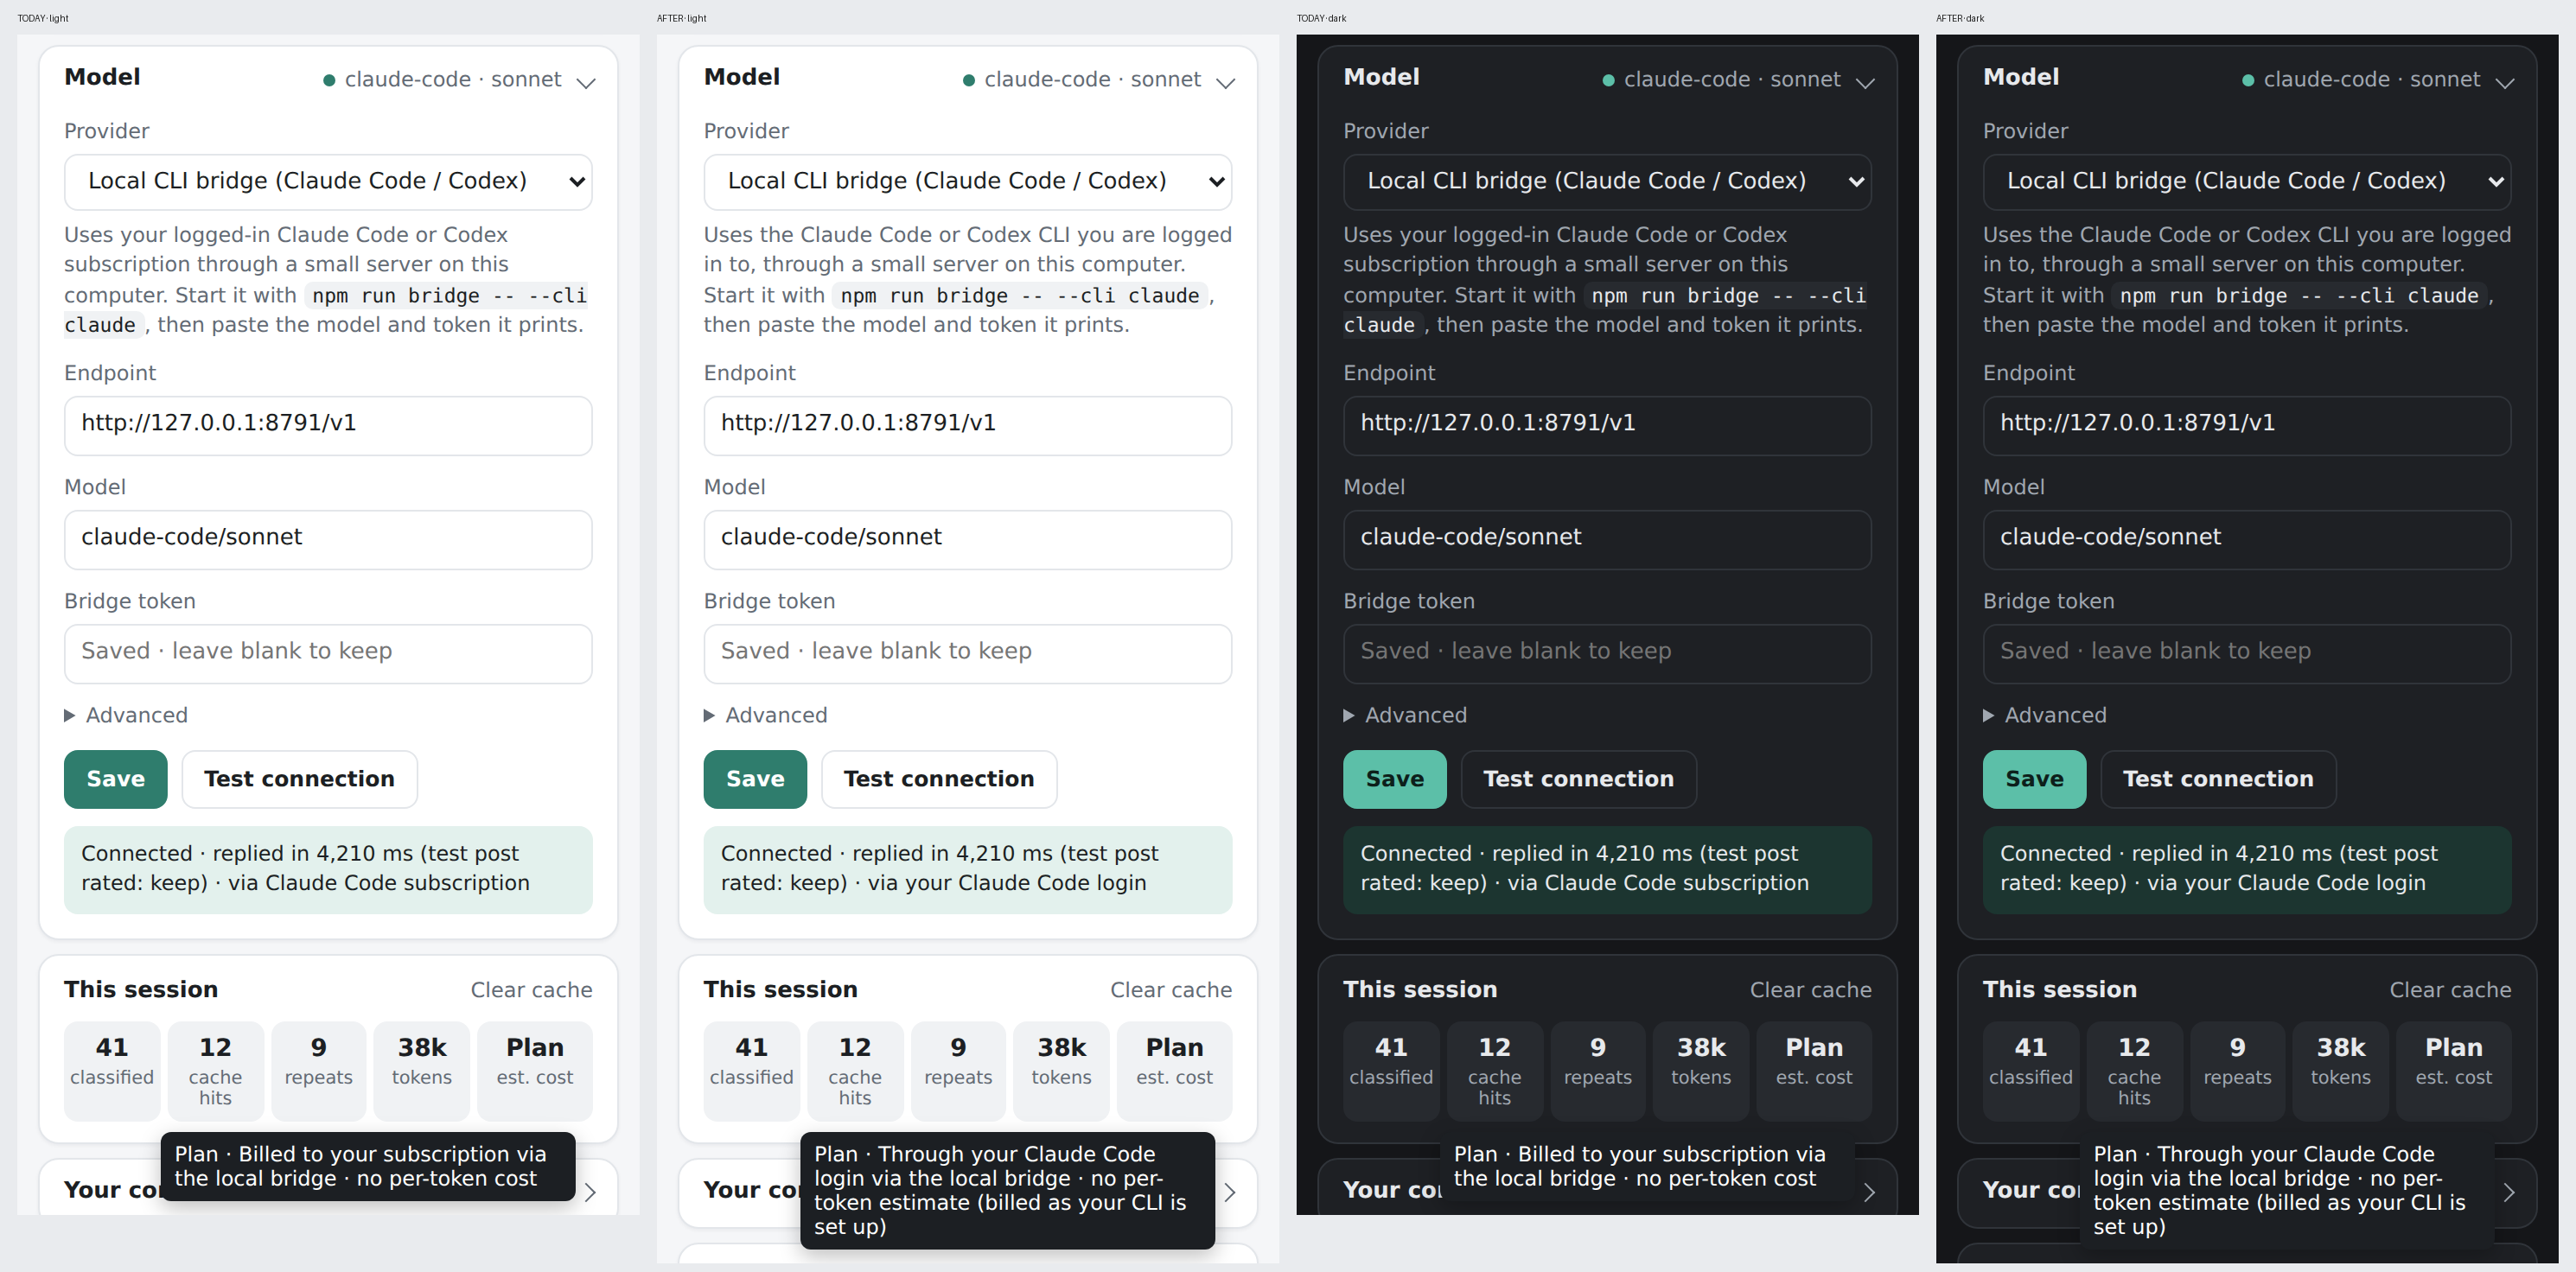 TODAY·light
Model
claude-code · sonnet
Provider
Local CLI bridge (Claude Code / Codex)
Uses your logged-in Claude Code or Codex
subscription through a small server on this
computer. Start it with npm run bridge -- --cli
claude, then paste the model and token it prints.
Endpoint
http://127.0.0.1:8791/v1
Model
claude-code/sonnet
Bridge token
Saved · leave blank to keep
Advanced
Save
Test connection
Connected · replied in 4,210 ms (test post
rated: keep) · via Claude Code subscription
This session
Clear cache
41
classified
12
cache
hits
9
repeats
38k
tokens
Plan
est. cost
Plan · Billed to your subscription via
the local bridge · no per-token cost
Your co
AFTER·light
Model
claude-code · sonnet
Provider
Local CLI bridge (Claude Code / Codex)
Uses the Claude Code or Codex CLI you are logged
in to, through a small server on this computer.
Start it with npm run bridge -- --cli claude,
then paste the model and token it prints.
Endpoint
http://127.0.0.1:8791/v1
Model
claude-code/sonnet
Bridge token
Saved · leave blank to keep
Advanced
Save
Test connection
Connected · replied in 4,210 ms (test post
rated: keep) · via your Claude Code login
This session
Clear cache
41
classified
12
cache
hits
9
repeats
38k
tokens
Plan
est. cost
Plan · Through your Claude Code
login via the local bridge · no per-
token estimate (billed as your CLI is
set up)
Your co
TODAY·dark
Model
claude-code · sonnet
Provider
Local CLI bridge (Claude Code / Codex)
Uses your logged-in Claude Code or Codex
subscription through a small server on this
computer. Start it with npm run bridge -- --cli
claude, then paste the model and token it prints.
Endpoint
http://127.0.0.1:8791/v1
Model
claude-code/sonnet
Bridge token
Saved · leave blank to keep
Advanced
Save
Test connection
Connected · replied in 4,210 ms (test post
rated: keep) · via Claude Code subscription
This session
Clear cache
41
classified
12
cache
hits
9
repeats
38k
tokens
Plan
est. cost
Plan · Billed to your subscription via
the local bridge · no per-token cost
Your co
AFTER·dark
Model
claude-code · sonnet
Provider
Local CLI bridge (Claude Code / Codex)
Uses the Claude Code or Codex CLI you are logged
in to, through a small server on this computer.
Start it with npm run bridge -- --cli claude,
then paste the model and token it prints.
Endpoint
http://127.0.0.1:8791/v1
Model
claude-code/sonnet
Bridge token
Saved · leave blank to keep
Advanced
Save
Test connection
Connected · replied in 4,210 ms (test post
rated: keep) · via your Claude Code login
This session
Clear cache
41
classified
12
cache
hits
9
repeats
38k
tokens
Plan
est. cost
Plan · Through your Claude Code
login via the local bridge · no per-
token estimate (billed as your CLI is
set up)
Your co